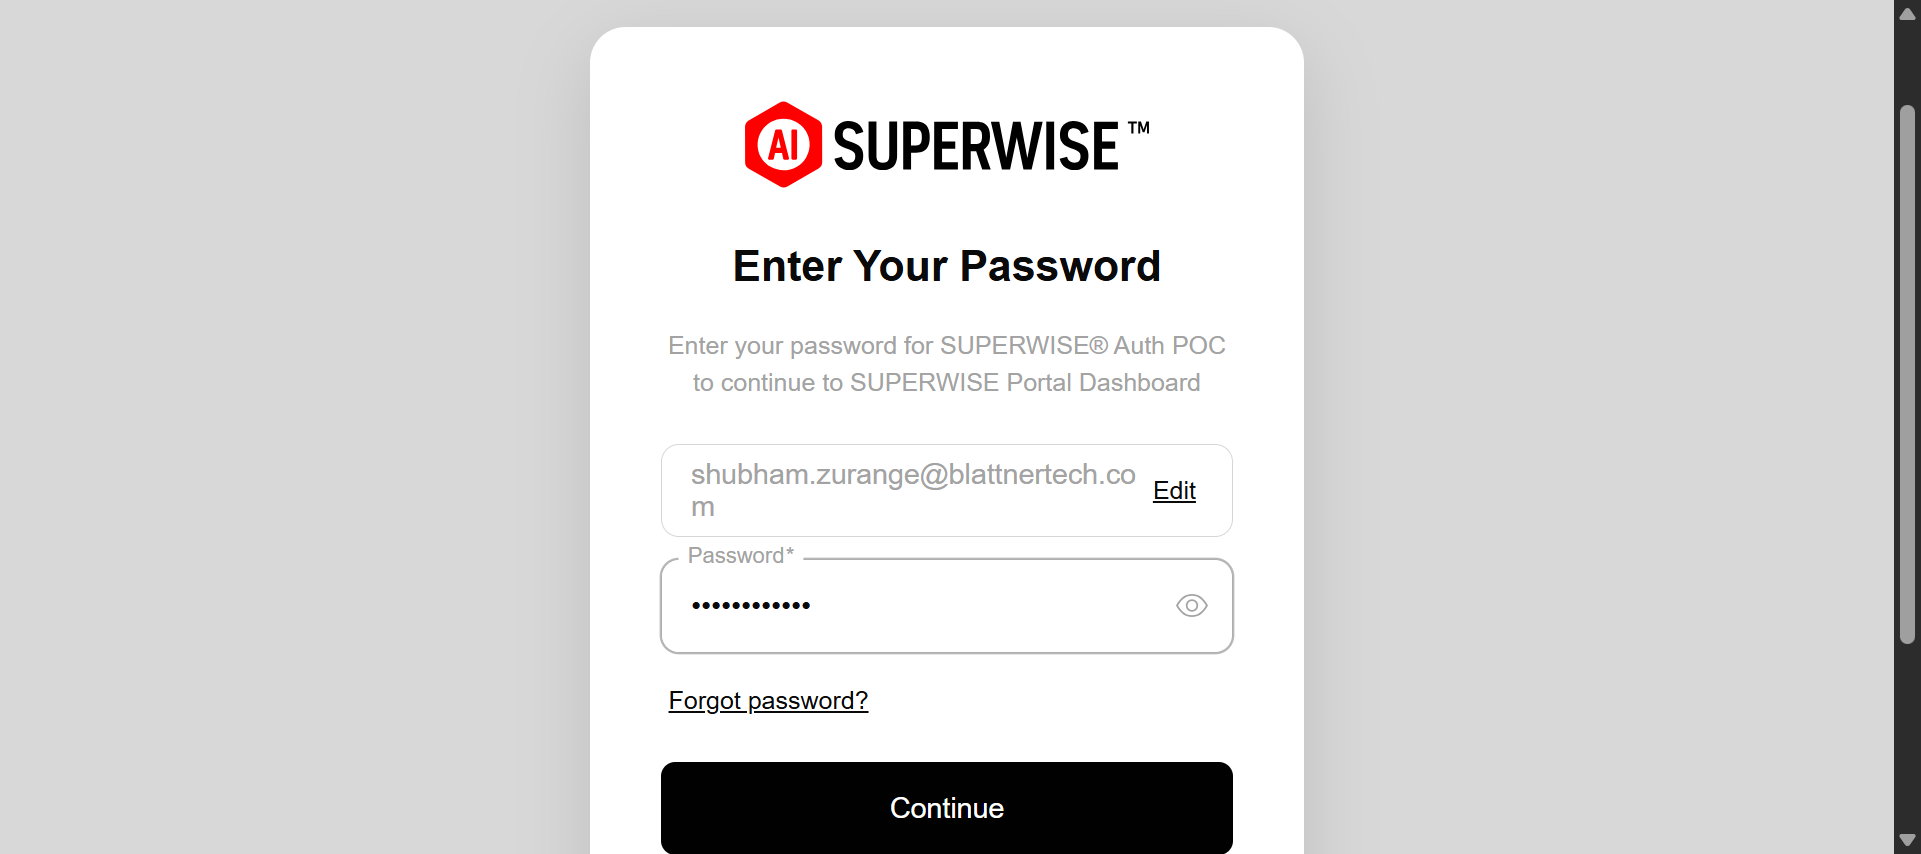 AI SUPERWISE™
Enter Your Password
Enter your password for SUPERWISE® Auth POC
to continue to SUPERWISE Portal Dashboard
shubham.zurange@blattnertech.co
m
Edit
Password*
••••••••••••
Forgot password?
Continue